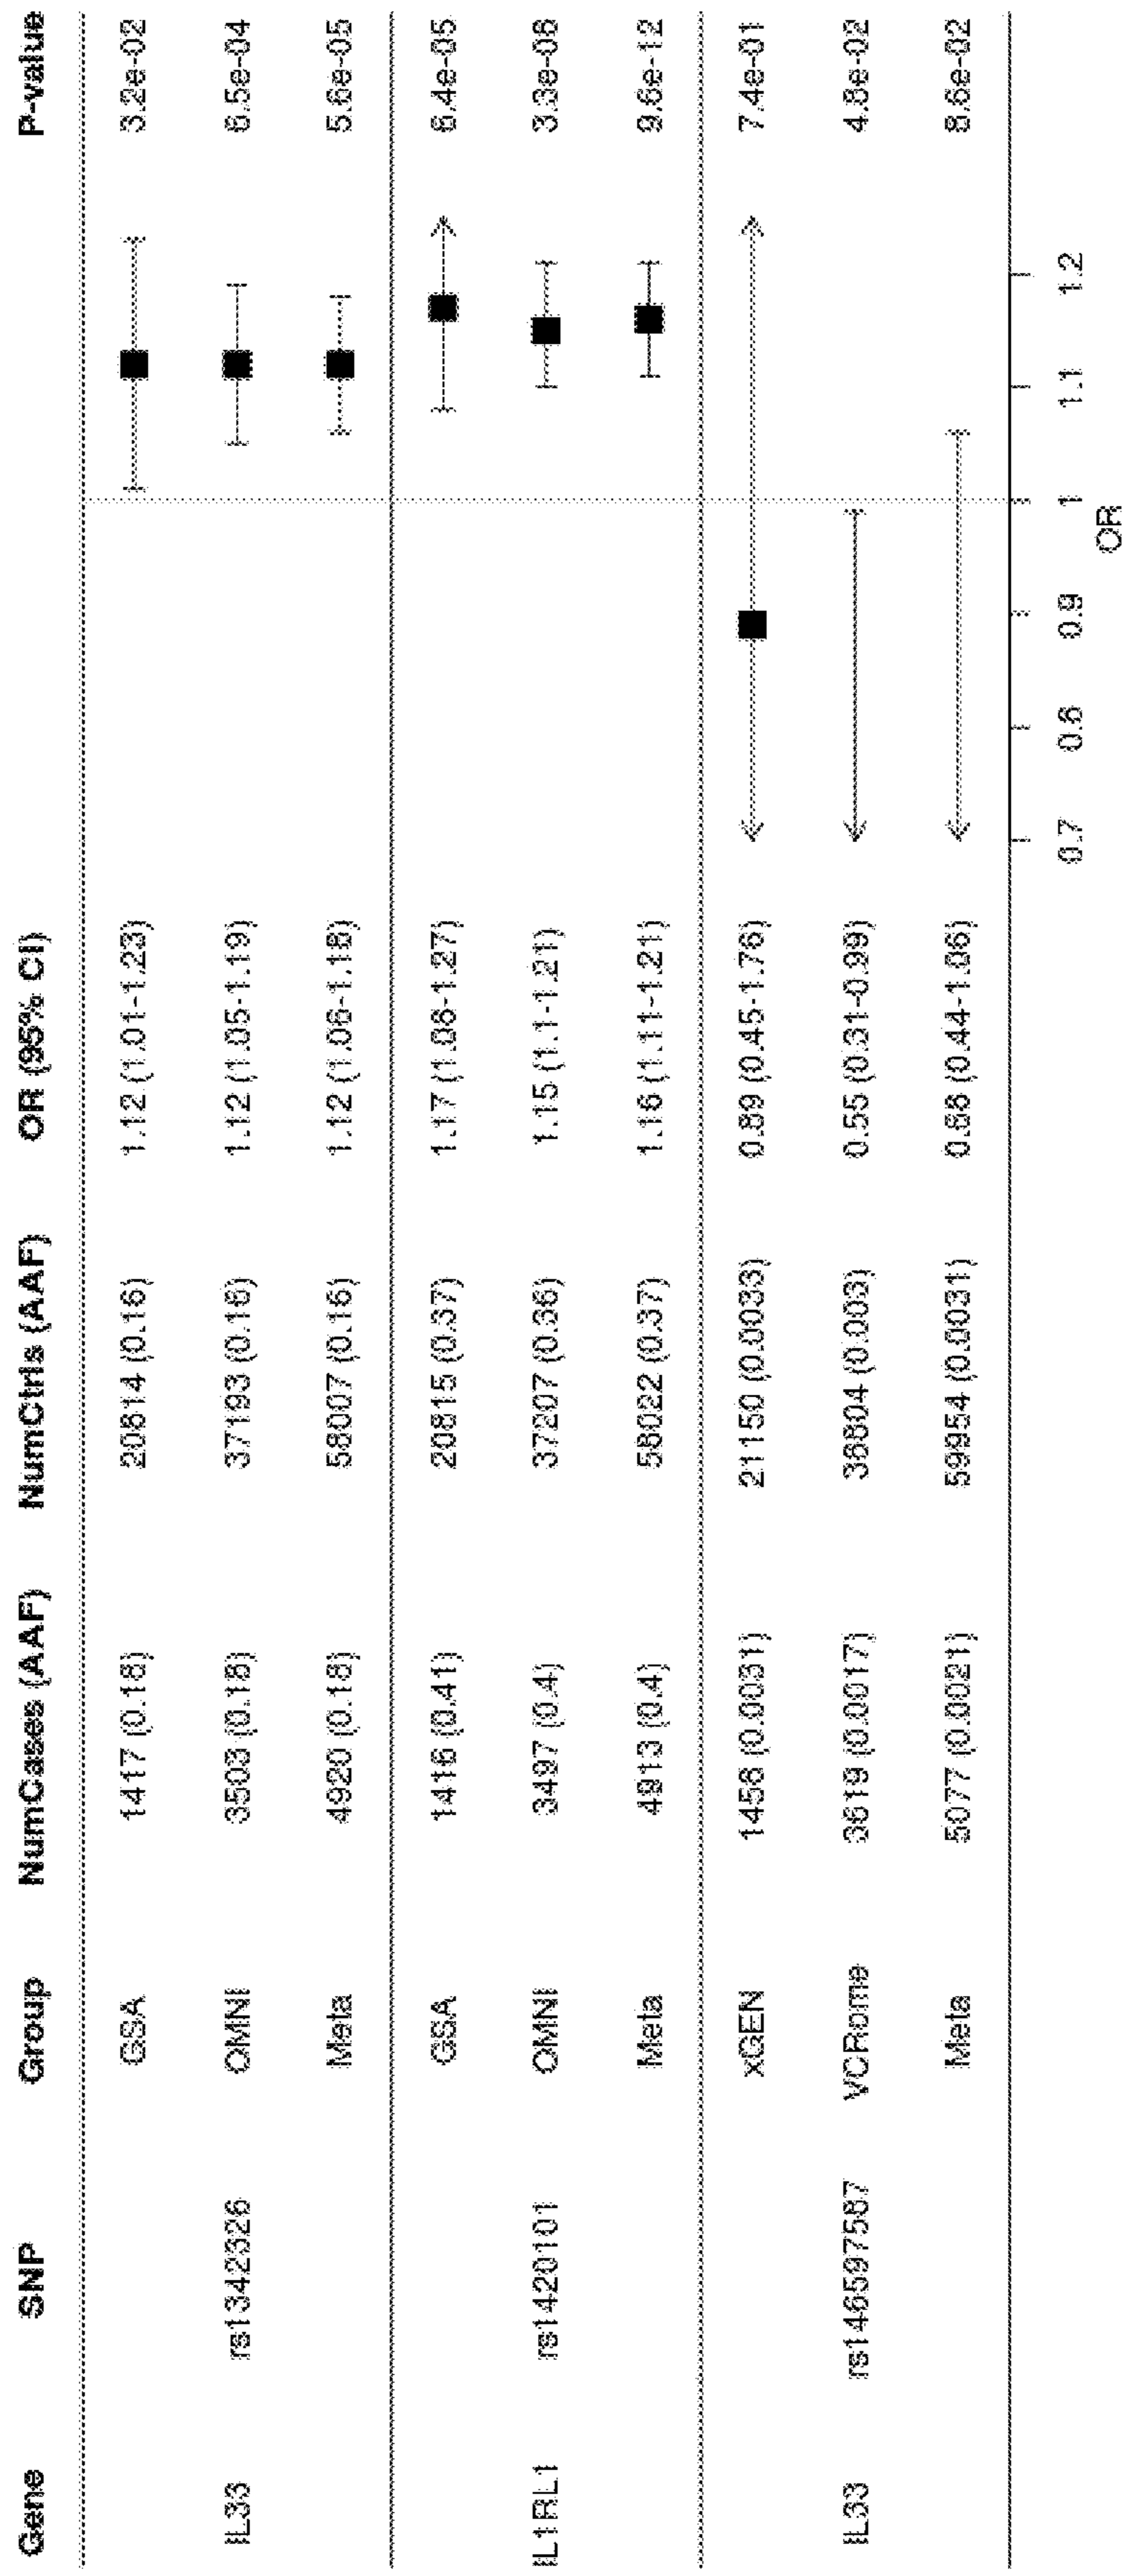 Gene SNP Group NumCases (AAF) NumCtrls (AAF) OR (95% CI) P-value
GSA 1417 (0.18) 20814 (0.16) 1.12 (1.01-1.23) 3.2e-02
IL33 rs1342326 OMNI 3503 (0.18) 37193 (0.16) 1.12 (1.05-1.19)
Meta 4920 (0.18) 58007 (0.16) 1.12 (1.06-1.18) 5.6e-05
GSA 1416 (0.41) 20815 (0.37) 1.17 (1.08-1.27)
IL1RL1 rs1420101 OMNI 3497 (0.4) 37207 (0.36) 1.15 (1.1-1.21) 3.3e-08
Meta 4913 (0.4) 58022 (0.37) 1.16 (1.11-1.21) 9.6e-12
xGEN 1458 (0.0031) 21150 (0.0033) 0.89 (0.45-1.76) 7.4e-01
IL33 rs146597587 VCRome 3619 (0.0017) 38804 (0.003) 0.55 (0.31-0.99) 4.8e-02
Meta 5077 (0.0021) 59954 (0.0031) 0.68 (0.44-1.06) 8.6e-02
0.7 0.8 0.9 1 1.1 1.2
OR